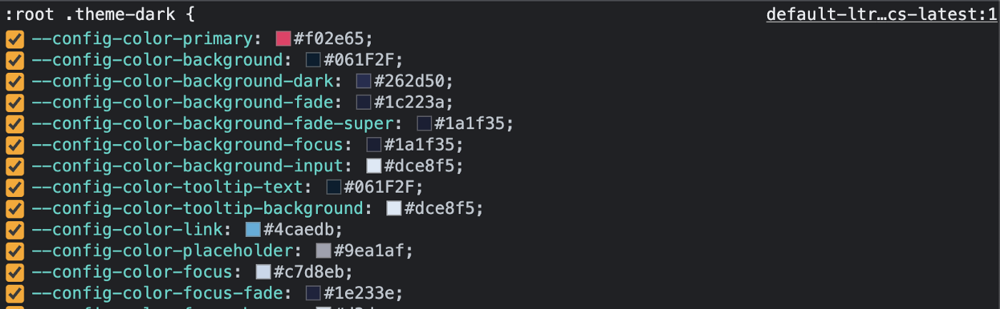 :root .theme-dark {
default-ltr…cs-latest:1
--config-color-primary: #f02e65;
--config-color-background: #061F2F;
--config-color-background-dark: #262d50;
--config-color-background-fade: #1c223a;
--config-color-background-fade-super: #1a1f35;
--config-color-background-focus: #1a1f35;
--config-color-background-input: #dce8f5;
--config-color-tooltip-text: #061F2F;
--config-color-tooltip-background: #dce8f5;
--config-color-link: #4caedb;
--config-color-placeholder: #9ea1af;
--config-color-focus: #c7d8eb;
--config-color-focus-fade: #1e233e;